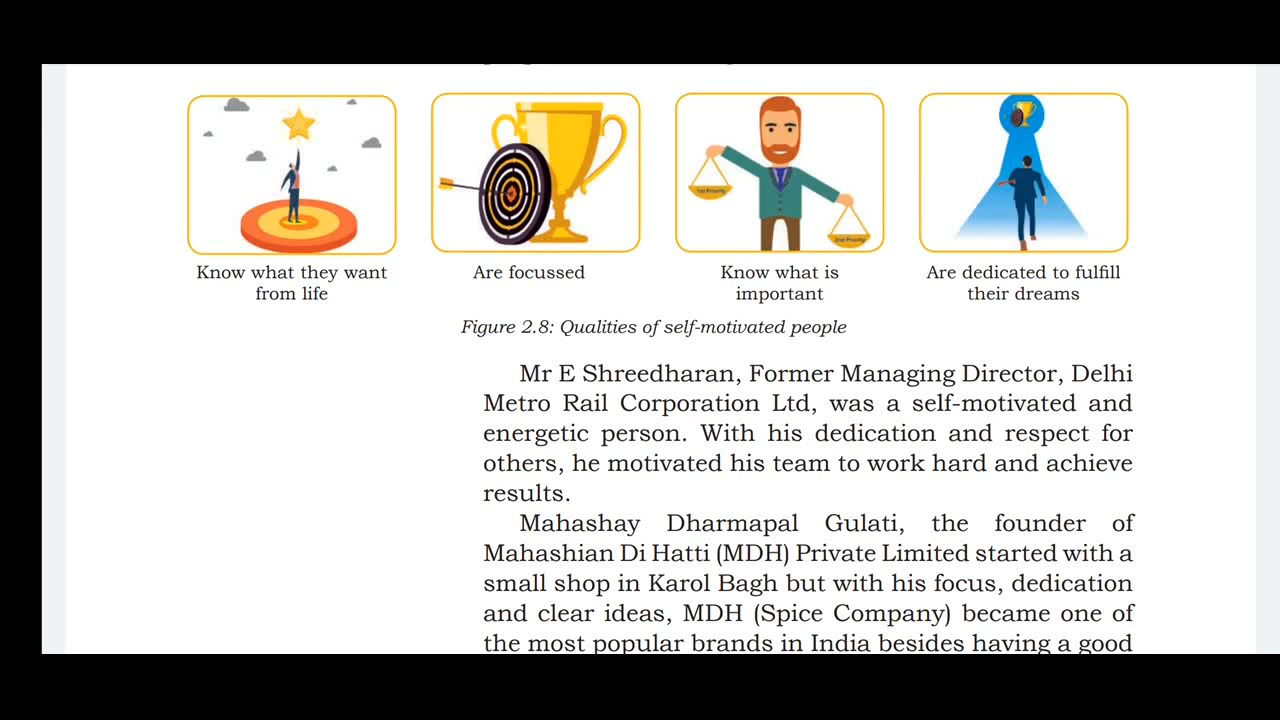 1st Priority
2nd Priority
Know what they want
from life
Are focussed
Know what is
important
Are dedicated to fulfill
their dreams
Figure 2.8: Qualities of self-motivated people
Mr E Shreedharan, Former Managing Director, Delhi
Metro Rail Corporation Ltd, was a self-motivated and
energetic person. With his dedication and respect for
others, he motivated his team to work hard and achieve
results.
Mahashay Dharmapal Gulati, the founder of
Mahashian Di Hatti (MDH) Private Limited started with a
small shop in Karol Bagh but with his focus, dedication
and clear ideas, MDH (Spice Company) became one of
the most popular brands in India besides having a good